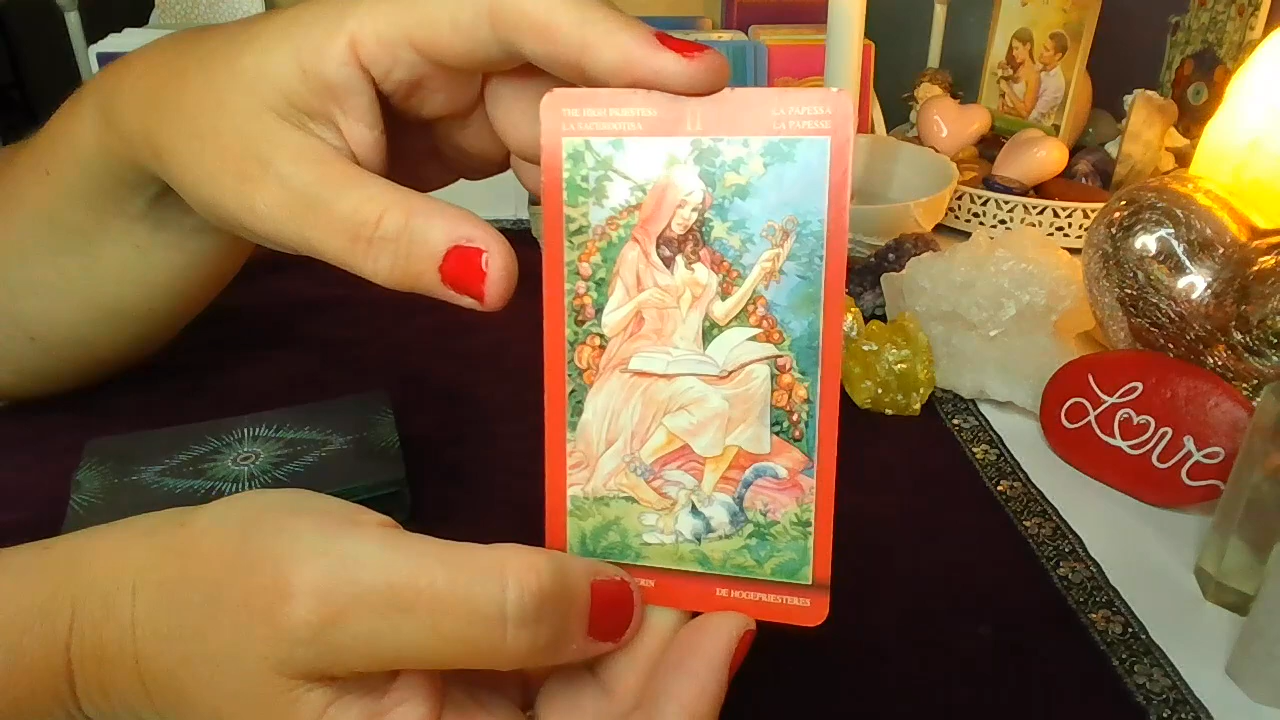 THE HIGH PRIESTESS
LA SACERDOTISA
II
LA PAPESSA
LA PAPESSE
DE HOGEPRIESTERES
Love